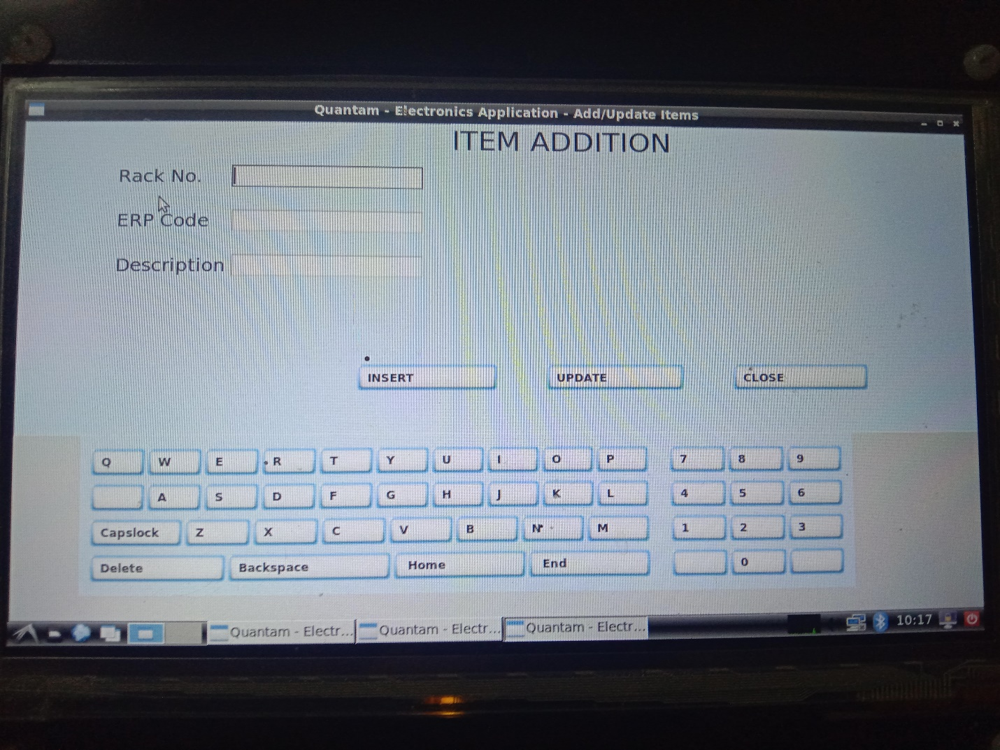 Quantam - Electronics Application - Add/Update Items
ITEM ADDITION
Rack No.
ERP Code
Description
INSERT UPDATE CLOSE
Q W E R T Y U I O P 7 8 9
A S D F G H J K L 4 5 6
Capslock Z X C V B N M 1 2 3
Delete Backspace Home End 0
Quantam - Electr... Quantam - Electr... Quantam - Electr... 10:17